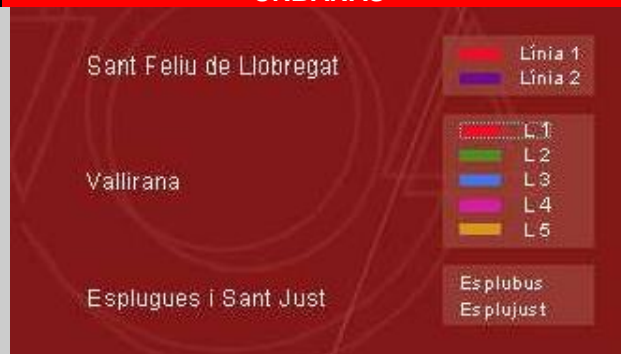 Sant Feliu de Llobregat
Línia 1
Línia 2
Vallirana
L 1
L 2
L 3
L 4
L 5
Esplugues i Sant Just
Esplubus
Esplujust